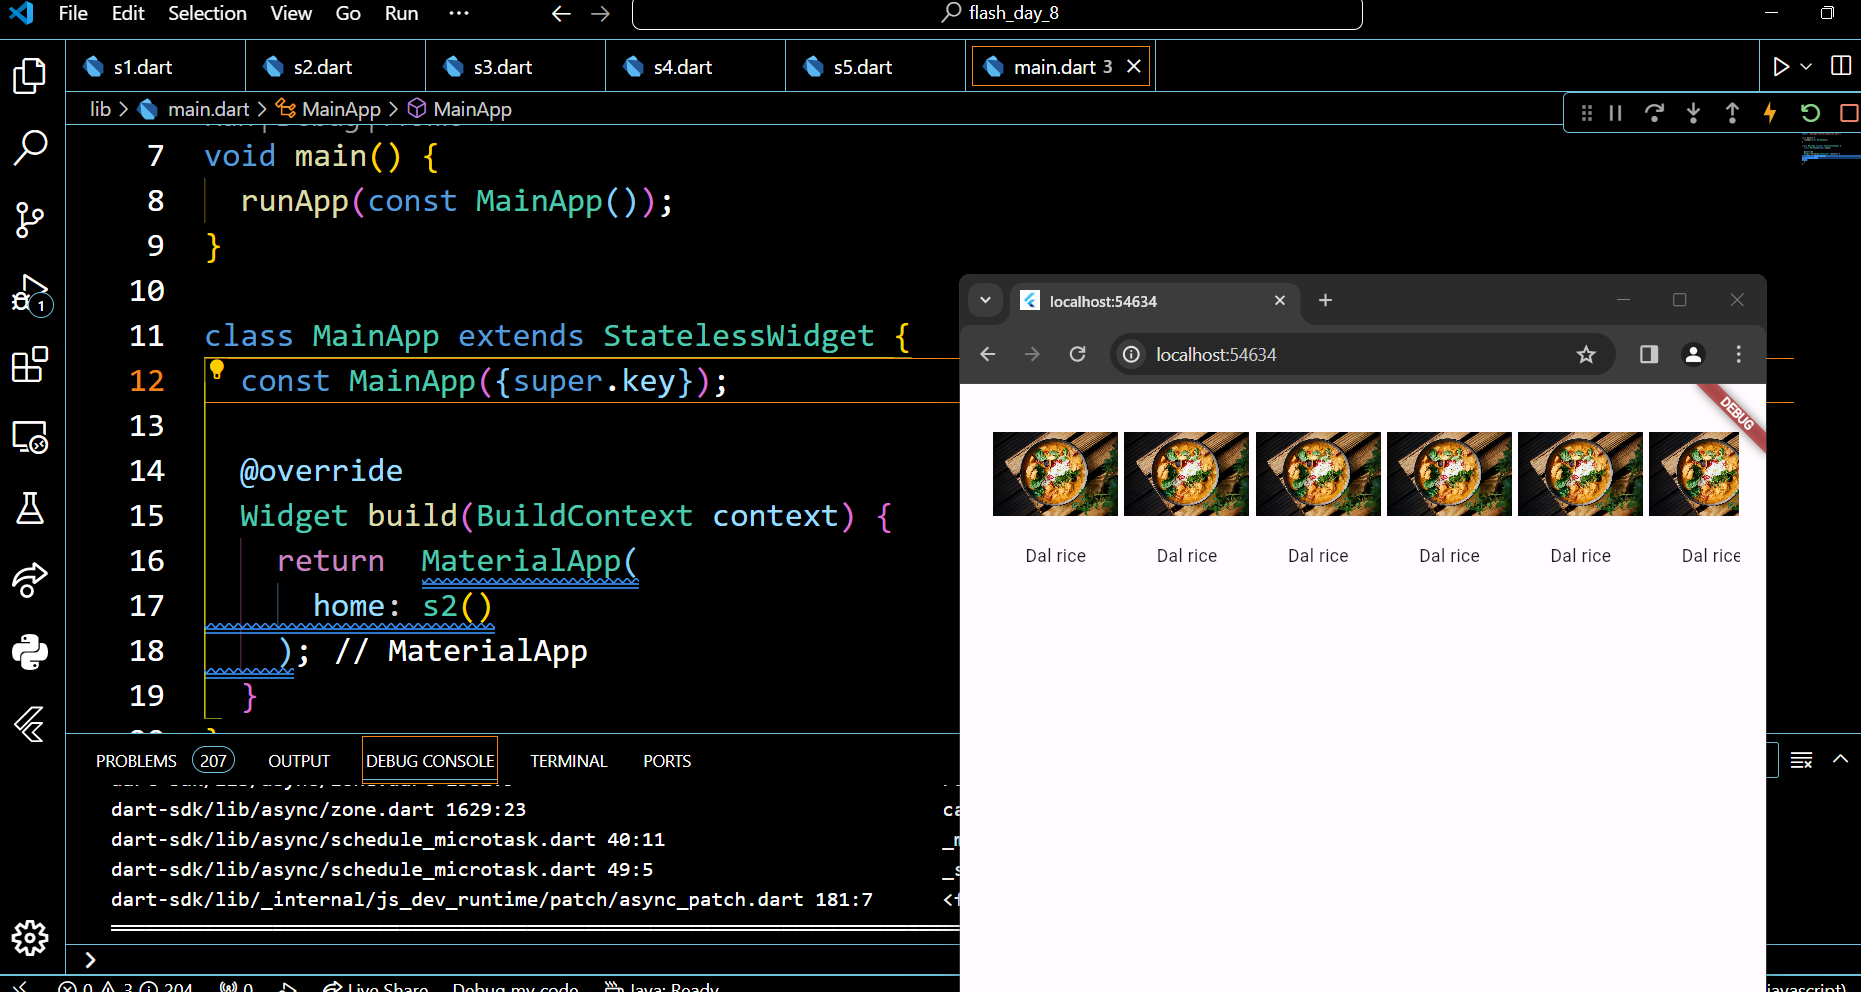 File Edit Selection View Go Run ··· flash_day_8
s1.dart s2.dart s3.dart s4.dart s5.dart main.dart 3
lib > main.dart > MainApp > MainApp
7 void main() {
8 runApp(const MainApp());
9 }
10
11 class MainApp extends StatelessWidget {
12 const MainApp({super.key});
13
14 @override
15 Widget build(BuildContext context) {
16 return MaterialApp(
17 home: s2()
18 ); // MaterialApp
19 }
PROBLEMS 207 OUTPUT DEBUG CONSOLE TERMINAL PORTS
dart-sdk/lib/async/zone.dart 1629:23 ca
dart-sdk/lib/async/schedule_microtask.dart 40:11 _m
dart-sdk/lib/async/schedule_microtask.dart 49:5 _s
dart-sdk/lib/_internal/js_dev_runtime/patch/async_patch.dart 181:7 <f
>
0 3 204 0 Live Share Debug my code Java: Ready javascript)
1
localhost:54634
localhost:54634
DEBUG
Dal rice Dal rice Dal rice Dal rice Dal rice Dal rice